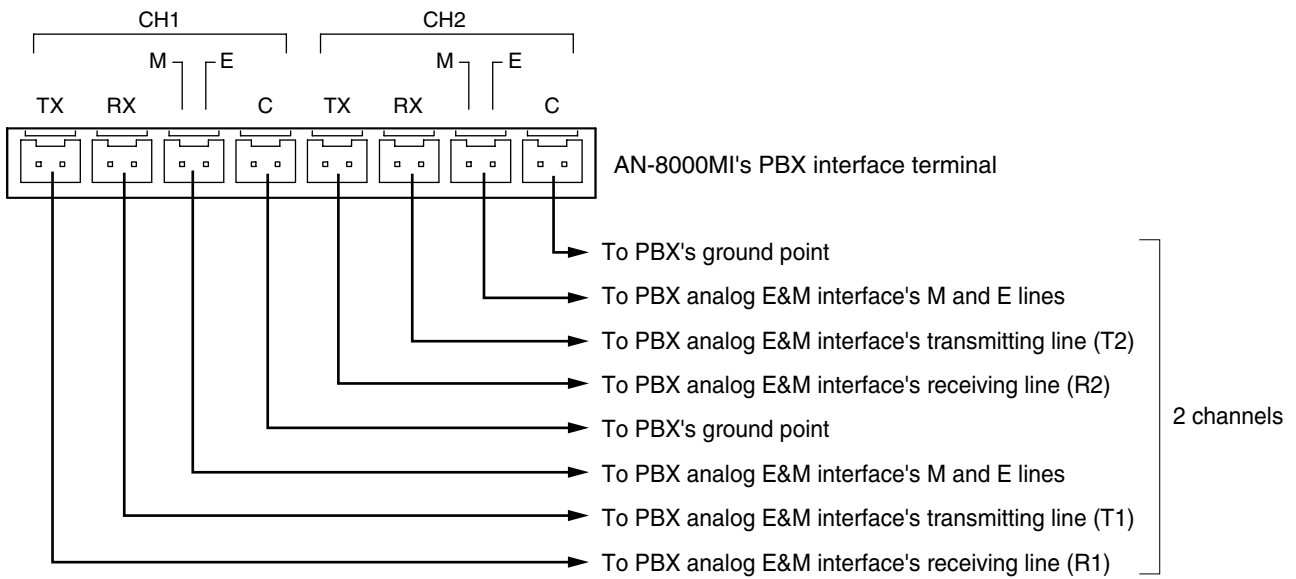 CH1 CH2
M E M E
TX RX C TX RX C
AN-8000MI's PBX interface terminal
To PBX's ground point
To PBX analog E&M interface's M and E lines
To PBX analog E&M interface's transmitting line (T2)
To PBX analog E&M interface's receiving line (R2)
To PBX's ground point
2 channels
To PBX analog E&M interface's M and E lines
To PBX analog E&M interface's transmitting line (T1)
To PBX analog E&M interface's receiving line (R1)